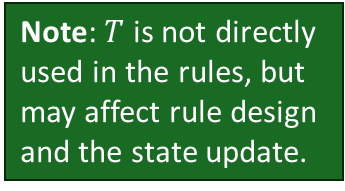 Note: T is not directly
used in the rules, but
may affect rule design
and the state update.